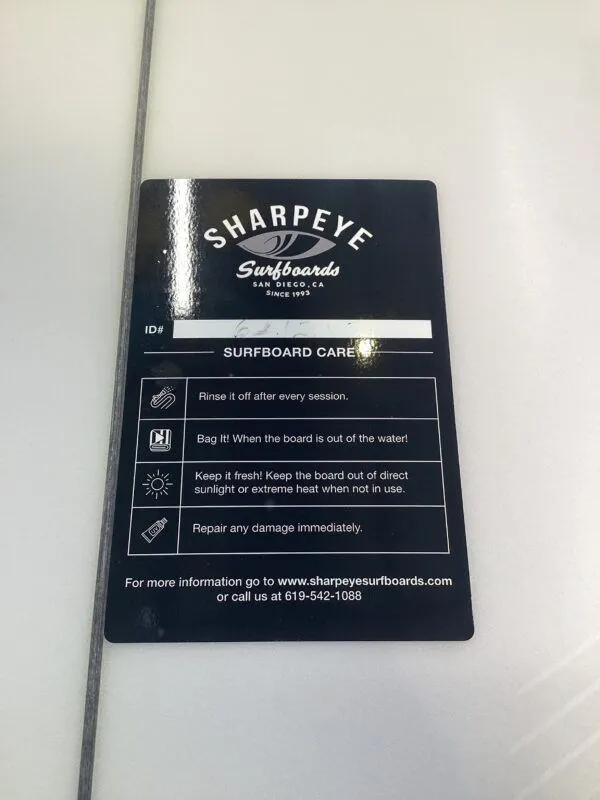 SHARPEYE
Surfboards
SAN DIEGO, CA
SINCE 1993
ID#
SURFBOARD CARE
Rinse it off after every session.
Bag It! When the board is out of the water!
Keep it fresh! Keep the board out of direct
sunlight or extreme heat when not in use.
Repair any damage immediately.
For more information go to www.sharpeyesurfboards.com
or call us at 619-542-1088